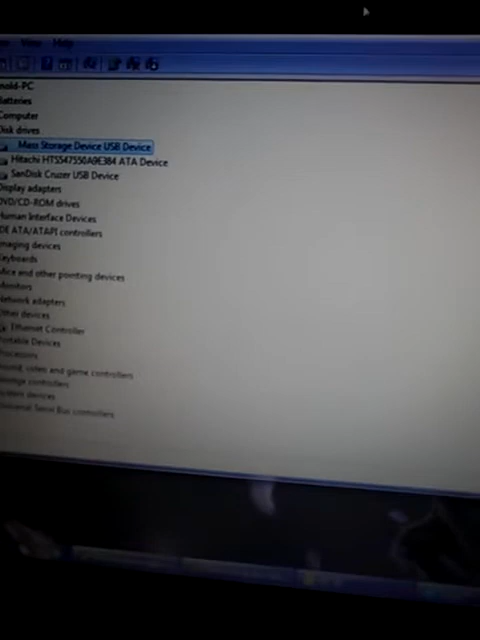 View Help
nold-PC
Batteries
Computer
Disk drives
Mass Storage Device USB Device
Hitachi HTS547550A9E384 ATA Device
SanDisk Cruzer USB Device
Display adapters
DVD/CD-ROM drives
Human Interface Devices
IDE ATA/ATAPI controllers
maging devices
Keyboards
Mice and other pointing devices
Monitors
Network adapters
Other devices
Ethernet Controller
Portable Devices
Processors
Sound, video and game controllers
Storage controllers
System devices
Universal Serial Bus controllers